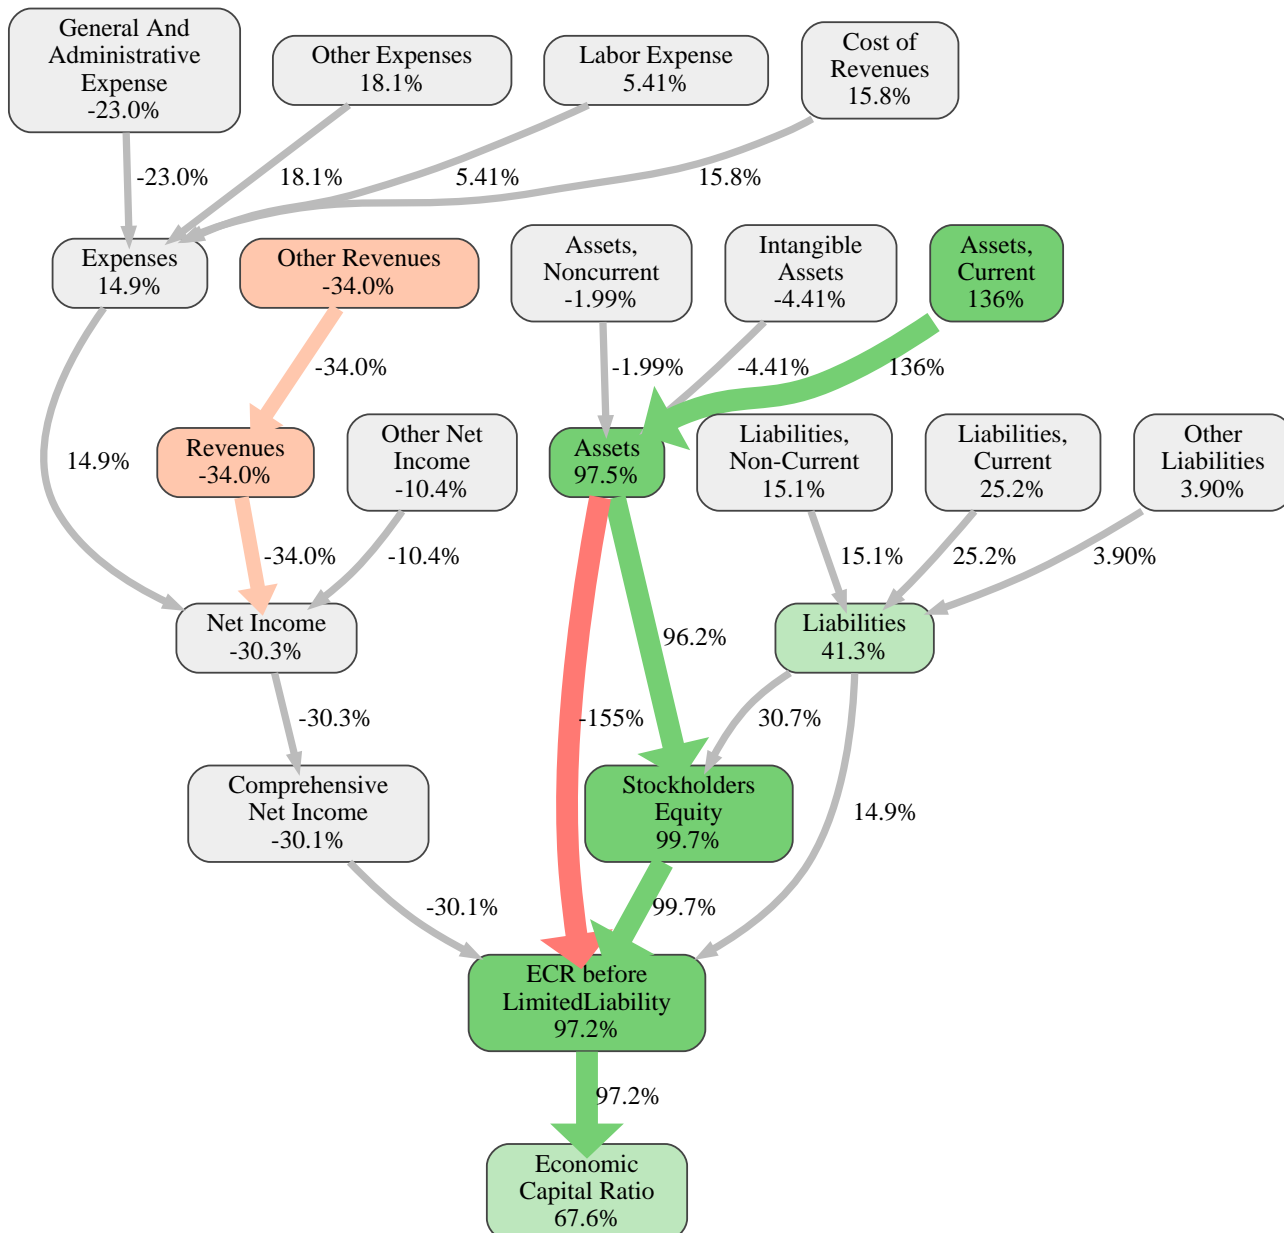 General And
Administrative
Expense
-23.0%
Other Expenses
18.1%
Labor Expense
5.41%
Cost of
Revenues
15.8%
-23.0%
18.1%
5.41%
15.8%
Expenses
14.9%
Other Revenues
-34.0%
Assets,
Noncurrent
-1.99%
Intangible
Assets
-4.41%
Assets,
Current
136%
-34.0%
-1.99%
-4.41%
136%
14.9%
Revenues
-34.0%
Other Net
Income
-10.4%
Assets
97.5%
Liabilities,
Non-Current
15.1%
Liabilities,
Current
25.2%
Other
Liabilities
3.90%
-34.0%
-10.4%
15.1%
25.2%
3.90%
Net Income
-30.3%
96.2%
Liabilities
41.3%
-30.3%
-155%
30.7%
Comprehensive
Net Income
-30.1%
Stockholders
Equity
99.7%
14.9%
-30.1%
99.7%
ECR before
LimitedLiability
97.2%
97.2%
Economic
Capital Ratio
67.6%